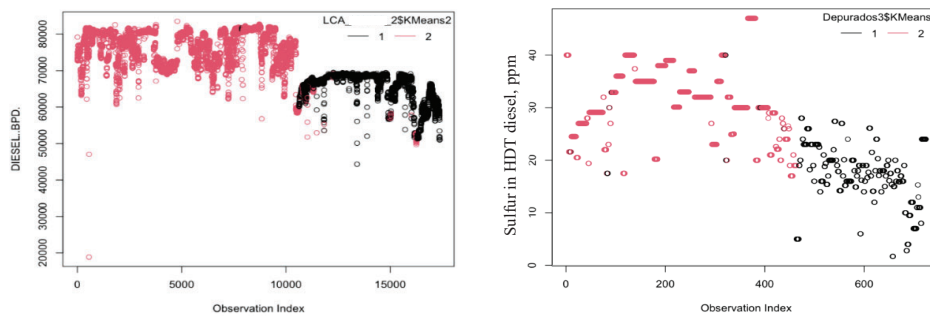 LCA_ _2$KMeans2
1 2
DIESEL..BPD.
80000
70000
60000
50000
40000
30000
20000
0 5000 10000 15000
Observation Index
Depurados3$KMeans
1 2
Sulfur in HDT diesel, ppm
40
30
20
10
0
0 200 400 600
Observation Index